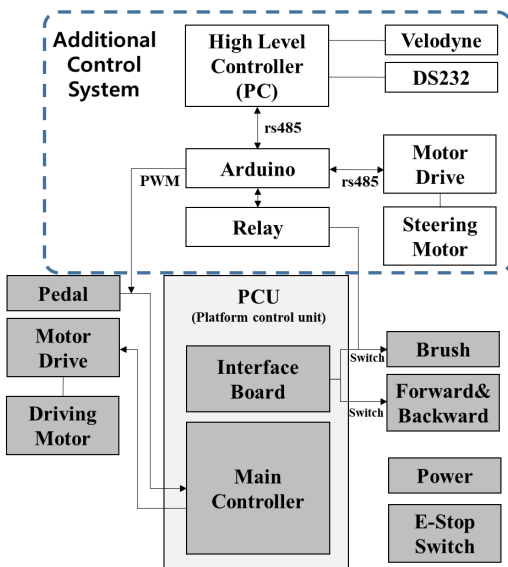 Additional
Control
System
High Level
Controller
(PC)
Velodyne
DS232
rs485
Arduino
PWM
rs485
Motor
Drive
Relay
Steering
Motor
Pedal
PCU
(Platform control unit)
Motor
Drive
Interface
Board
Switch
Brush
Driving
Motor
Switch
Forward&
Backward
Main
Controller
Power
E-Stop
Switch